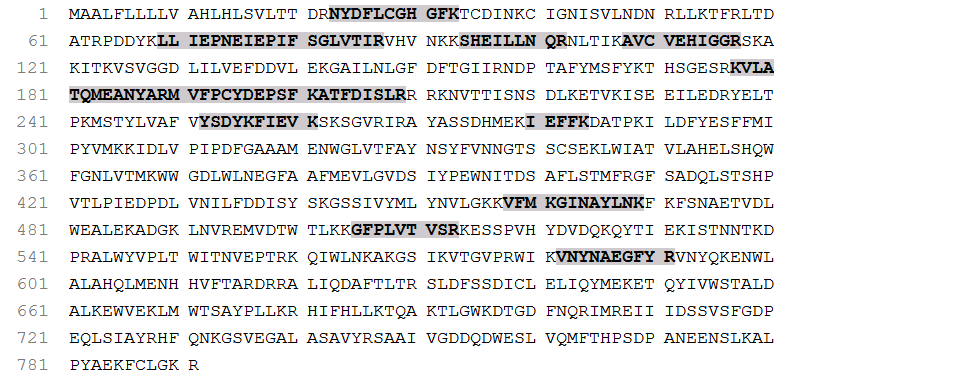 1 MAALFLLLLV AHLHLSVLTT DRNYDFLCGH GFKTCDINKC IGNISVLNDN RLLKTFRLTD
61 ATRPDDYKLL IEPNEIEPIF SGLVTIRVHV NKKSHEILLN QRNLTIKAVC VEHIGGRSKA
121 KITKVSVGGD LILVEFDDVL EKGAILNLGF DFTGIIRNDP TAFYMSFYKT HSGESRKVLA
181 TQMEANYARM VFPCYDEPSF KATFDISLRR RKNVTTISNS DLKETVKISE EILEDRYELT
241 PKMSTYLVAF VYSDYKFIEV KSKSGVRIRA YASSDHMEKI EFFKDATPKI LDFYESFFMI
301 PYVMKKIDLV PIPDFGAAAM ENWGLVTFAY NSYFVNNGTS SCSEKLWIAT VLAHELSHQW
361 FGNLVTMKWW GDLWLNEGFA AFMEVLGVDS IYPEWNITDS AFLSTMFRGF SADQLSTSHP
421 VTLPIEDPDL VNILFDDISY SKGSSIVYML YNVLGKKVFM KGINAYLNKF KFSNAETVDL
481 WEALEKADGK LNVREMVDTW TLKKGFPLVT VSRKESSPVH YDVDQKQYTI EKISTNNTKD
541 PRALWYVPLT WITNVEPTRK QIWLNKAKGS IKVTGVPRWI KVNYNAEGFY RVNYQKENWL
601 ALAHQLMENH HVFTARDRRA LIQDAFTLTR SLDFSSDICL ELIQYMEKET QYIVWSTALD
661 ALKEWVEKLM WTSAYPLLKR HIFHLLKTQA KTLGWKDTGD FNQRIMREII IDSSVSFGDP
721 EQLSIAYRHF QNKGSVEGAL ASAVYRSAAI VGDDQDWESL VQMFTHPSDP ANEENSLKAL
781 PYAEKFCLGK R